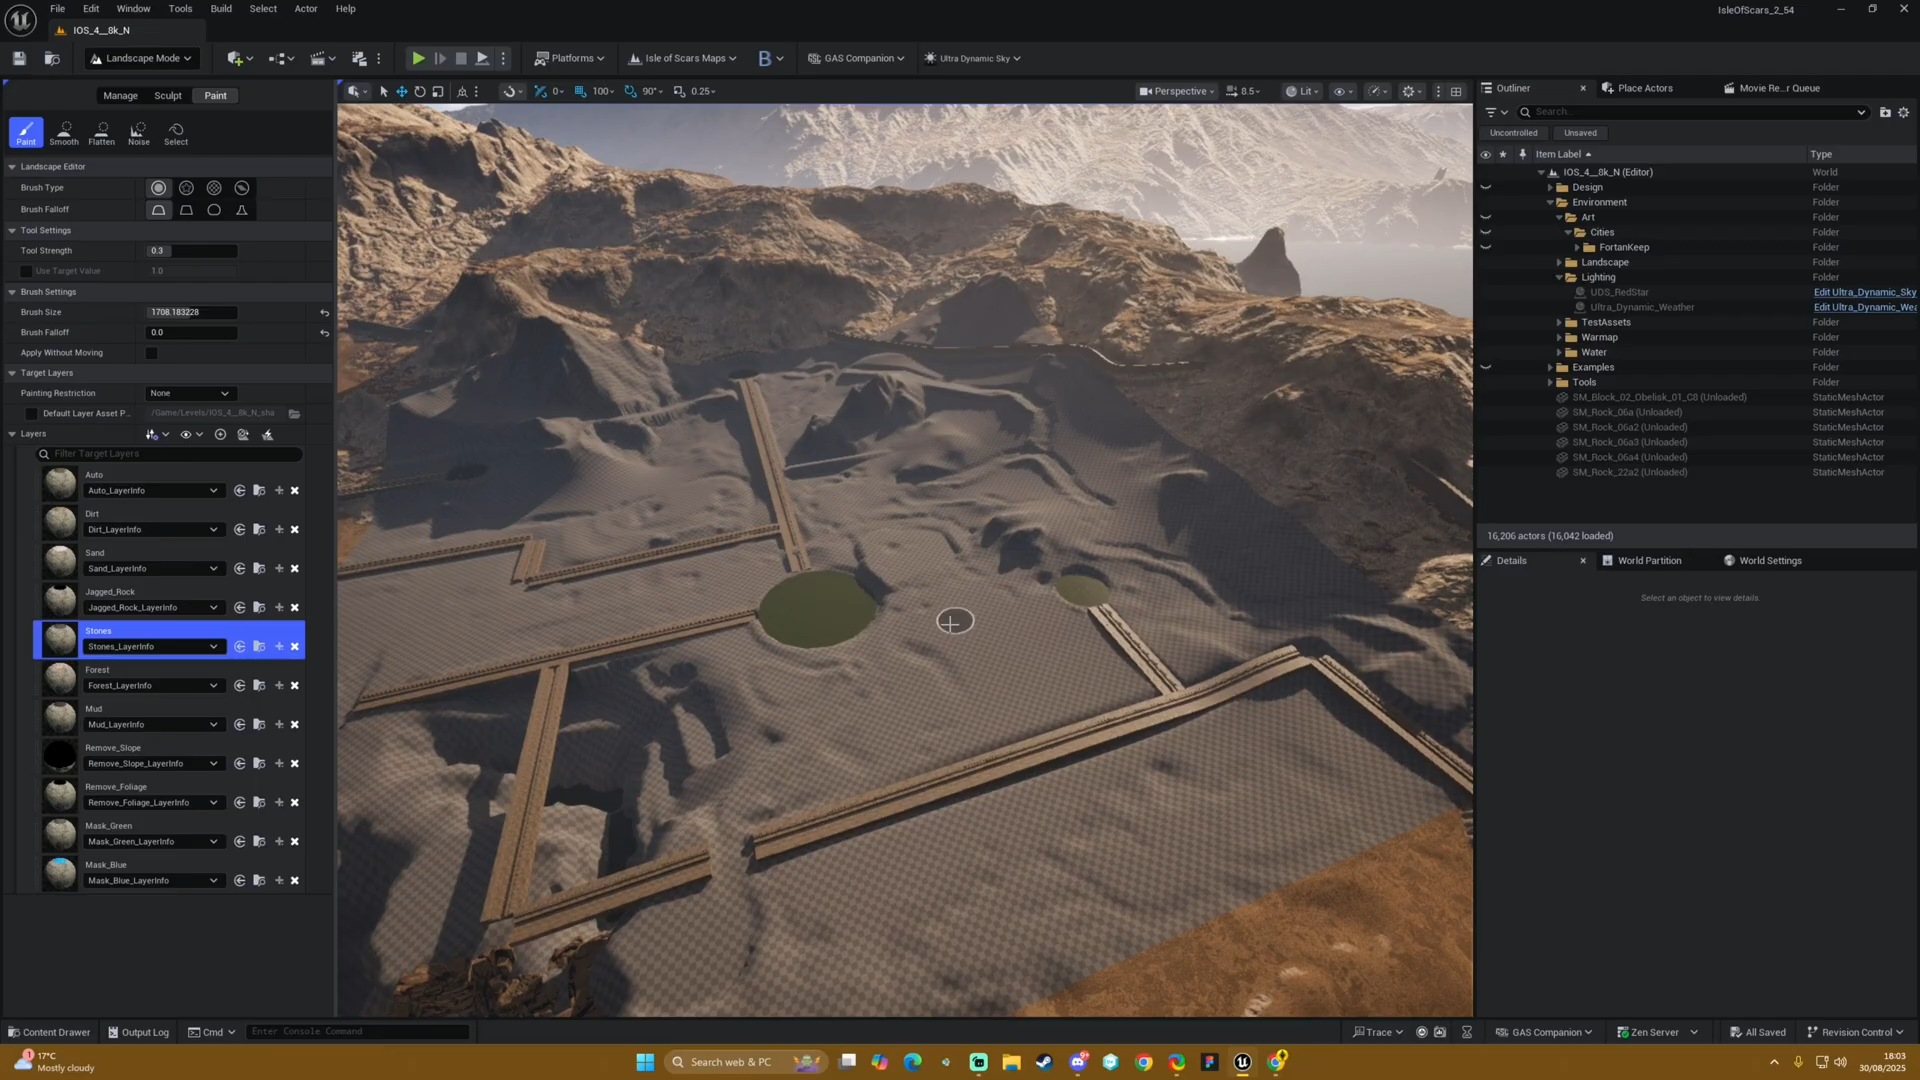 File Edit Window Tools Build Select Actor Help
IsleOfScars_2_54
IOS_4__8k_N
Landscape Mode
Platforms
Isle of Scars Maps
B
GAS Companion
Ultra Dynamic Sky
Manage Sculpt Paint
0 100 90° 0.25
Perspective 8.5 Lit
Paint Smooth Flatten Noise Select
Landscape Editor
Brush Type
Brush Falloff
Tool Settings
Tool Strength 0.3
Use Target Value 1.0
Brush Settings
Brush Size 1708.183228
Brush Falloff 0.0
Apply Without Moving
Target Layers
Painting Restriction None
Default Layer Asset P... /Game/Levels/IOS_4__8k_N_sha
Layers
Filter Target Layers
Auto
Auto_LayerInfo
Dirt
Dirt_LayerInfo
Sand
Sand_LayerInfo
Jagged_Rock
Jagged_Rock_LayerInfo
Stones
Stones_LayerInfo
Forest
Forest_LayerInfo
Mud
Mud_LayerInfo
Remove_Slope
Remove_Slope_LayerInfo
Remove_Foliage
Remove_Foliage_LayerInfo
Mask_Green
Mask_Green_LayerInfo
Mask_Blue
Mask_Blue_LayerInfo
Outliner Place Actors Movie Re...r Queue
Search...
Uncontrolled Unsaved
Item Label Type
IOS_4__8k_N (Editor) World
Design Folder
Environment Folder
Art Folder
Cities Folder
FortanKeep Folder
Landscape Folder
Lighting Folder
UDS_RedStar Edit Ultra_Dynamic_Sky
Ultra_Dynamic_Weather Edit Ultra_Dynamic_Wea
TestAssets Folder
Warmap Folder
Water Folder
Examples Folder
Tools Folder
SM_Block_02_Obelisk_01_C8 (Unloaded) StaticMeshActor
SM_Rock_06a (Unloaded) StaticMeshActor
SM_Rock_06a2 (Unloaded) StaticMeshActor
SM_Rock_06a3 (Unloaded) StaticMeshActor
SM_Rock_06a4 (Unloaded) StaticMeshActor
SM_Rock_22a2 (Unloaded) StaticMeshActor
16,206 actors (16,042 loaded)
Details World Partition World Settings
Select an object to view details.
Content Drawer Output Log Cmd Enter Console Command
Trace GAS Companion Zen Server All Saved Revision Control
1 17°C
Mostly cloudy
Search web & PC
18:03
30/08/2025